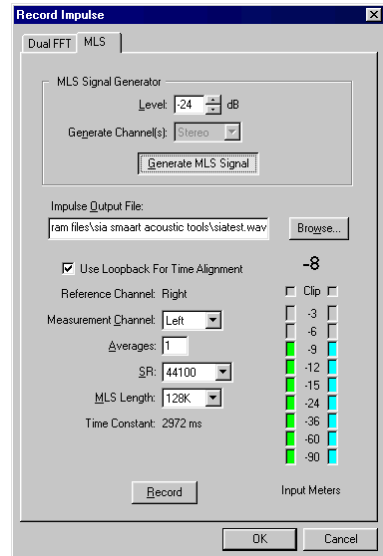 Record Impulse
Dual FFT MLS
MLS Signal Generator
Level: -24 dB
Generate Channel(s): Stereo
Generate MLS Signal
Impulse Output File:
ram files\sia smaart acoustic tools\siatest.wav Browse...
Use Loopback For Time Alignment -8
Reference Channel: Right
Clip
Measurement Channel: Left
-3
-6
Averages: 1
-9
SR: 44100
-12
-15
MLS Length: 128K
-24
Time Constant: 2972 ms
-36
-60
-90
Record
Input Meters
OK Cancel